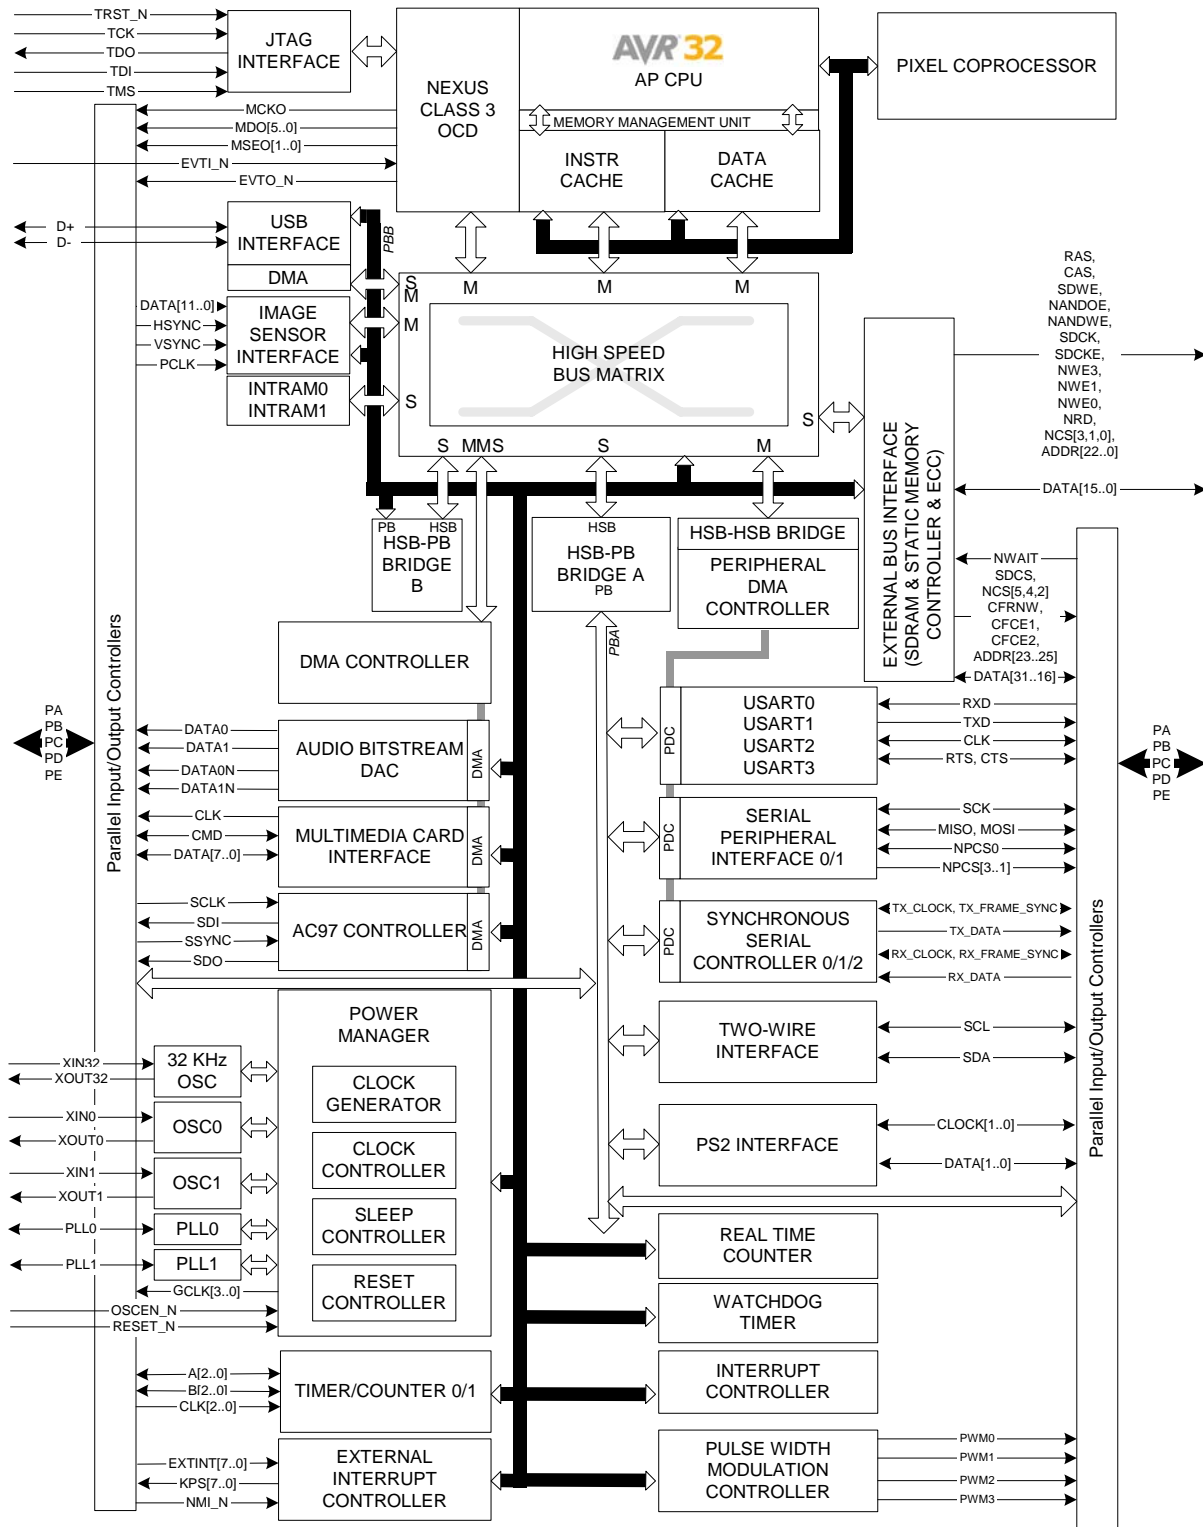 TRST_N
TCK
TDO
TDI
TMS
JTAG
INTERFACE
NEXUS
CLASS 3
OCD
AVR 32
AP CPU
MEMORY MANAGEMENT UNIT
INSTR
CACHE
DATA
CACHE
PIXEL COPROCESSOR
MCKO
MDO[5..0]
MSEO[1..0]
EVTI_N
EVTO_N
D+
D-
USB
INTERFACE
DMA
PBB
DATA[11..0]
HSYNC
VSYNC
PCLK
IMAGE
SENSOR
INTERFACE
INTRAM0
INTRAM1
S
M
M
S
M
M
M
HIGH SPEED
BUS MATRIX
S
S
MMS
S
M
RAS,
CAS,
SDWE,
NANDOE,
NANDWE,
SDCK,
SDCKE,
NWE3,
NWE1,
NWE0,
NRD,
NCS[3,1,0],
ADDR[22..0]
DATA[15..0]
EXTERNAL BUS INTERFACE
(SDRAM & STATIC MEMORY
CONTROLLER & ECC)
NWAIT
SDCS,
NCS[5,4,2]
CFRNW,
CFCE1,
CFCE2,
ADDR[23..25]
DATA[31..16]
PB
HSB
HSB-PB
BRIDGE
B
HSB
HSB-PB
BRIDGE A
PB
HSB-HSB BRIDGE
PERIPHERAL
DMA
CONTROLLER
PBA
DMA CONTROLLER
Parallel Input/Output Controllers
PA
PB
PC
PD
PE
DATA0
DATA1
DATA0N
DATA1N
AUDIO BITSTREAM
DAC
DMA
CLK
CMD
DATA[7..0]
MULTIMEDIA CARD
INTERFACE
DMA
SCLK
SDI
SSYNC
SDO
AC97 CONTROLLER
DMA
PDC
USART0
USART1
USART2
USART3
RXD
TXD
CLK
RTS, CTS
PDC
SERIAL
PERIPHERAL
INTERFACE 0/1
SCK
MISO, MOSI
NPCS0
NPCS[3..1]
PDC
SYNCHRONOUS
SERIAL
CONTROLLER 0/1/2
TX_CLOCK, TX_FRAME_SYNC
TX_DATA
RX_CLOCK, RX_FRAME_SYNC
RX_DATA
TWO-WIRE
INTERFACE
SCL
SDA
PS2 INTERFACE
CLOCK[1..0]
DATA[1..0]
Parallel Input/Output Controllers
PA
PB
PC
PD
PE
POWER
MANAGER
CLOCK
GENERATOR
CLOCK
CONTROLLER
SLEEP
CONTROLLER
RESET
CONTROLLER
XIN32
XOUT32
32 KHz
OSC
XIN0
XOUT0
OSC0
XIN1
XOUT1
OSC1
PLL0
PLL0
PLL1
PLL1
GCLK[3..0]
OSCEN_N
RESET_N
REAL TIME
COUNTER
WATCHDOG
TIMER
INTERRUPT
CONTROLLER
PULSE WIDTH
MODULATION
CONTROLLER
PWM0
PWM1
PWM2
PWM3
A[2..0]
B[2..0]
CLK[2..0]
TIMER/COUNTER 0/1
EXTINT[7..0]
KPS[7..0]
NMI_N
EXTERNAL
INTERRUPT
CONTROLLER